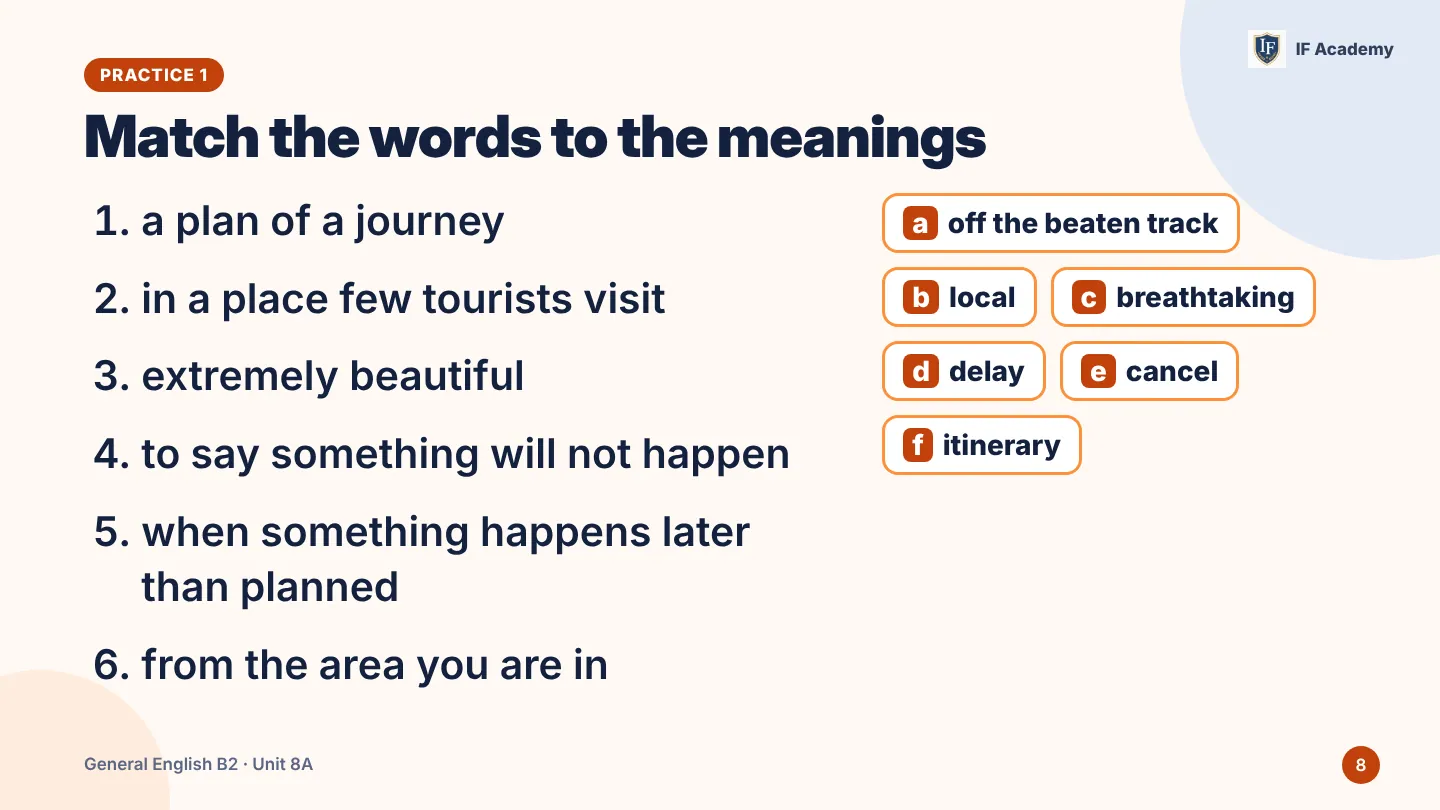 IF Academy
PRACTICE 1
Match the words to the meanings
1. a plan of a journey
2. in a place few tourists visit
3. extremely beautiful
4. to say something will not happen
5. when something happens later
than planned
6. from the area you are in
a off the beaten track
b local c breathtaking
d delay e cancel
f itinerary
General English B2 · Unit 8A
8